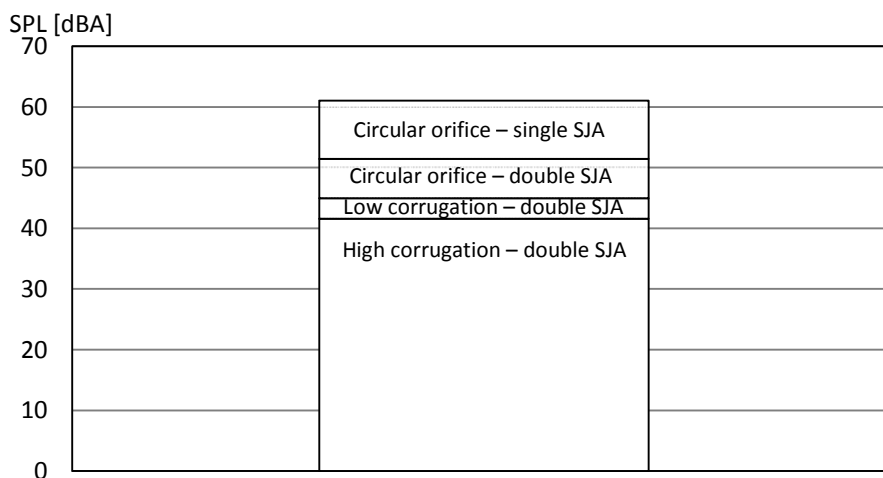 SPL [dBA]
70
60
Circular orifice – single SJA
50
Circular orifice – double SJA
Low corrugation – double SJA
40
High corrugation – double SJA
30
20
10
0